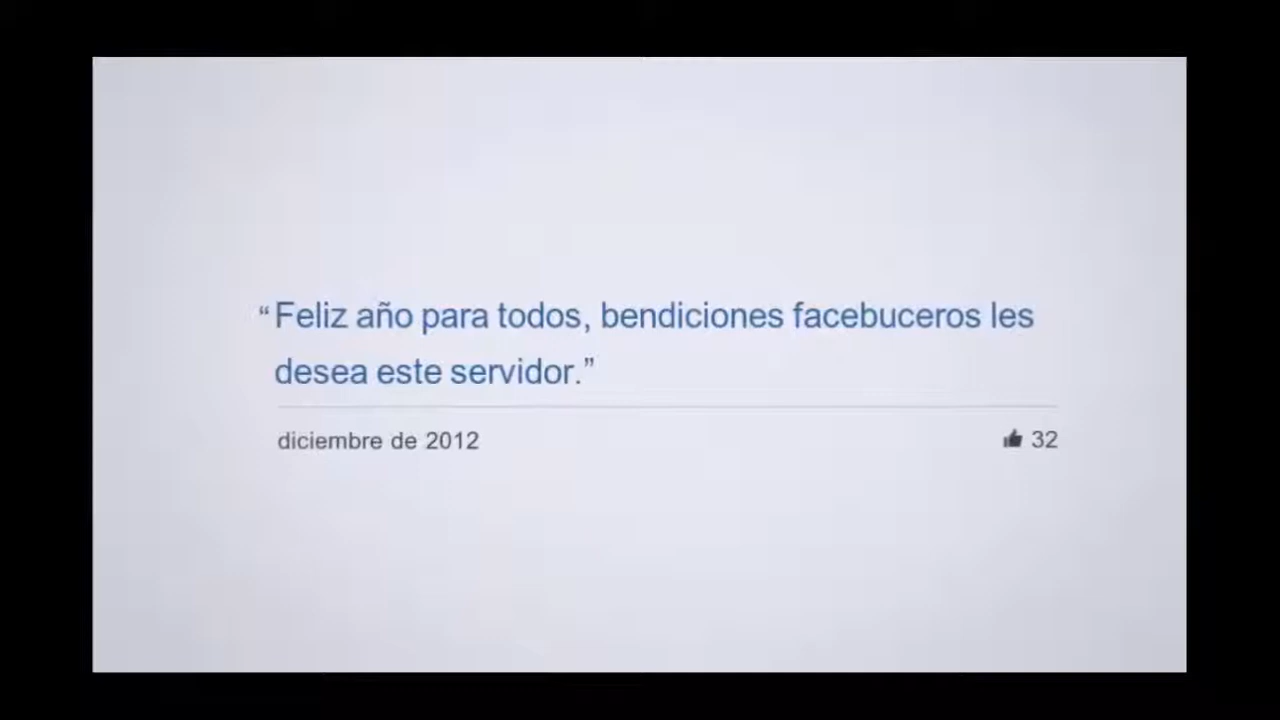 “Feliz año para todos, bendiciones facebuceros les
desea este servidor.”
diciembre de 2012
32